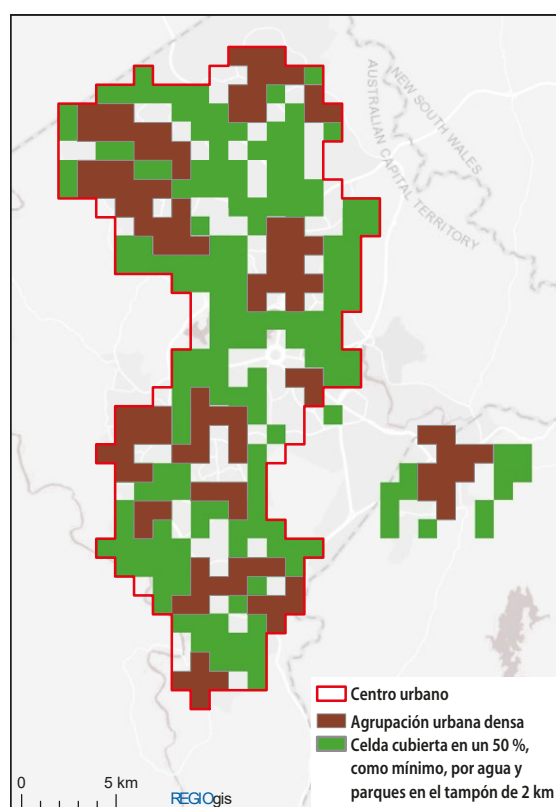 NEW SOUTH WALES
AUSTRALIAN CAPITAL TERRITORY
Centro urbano
Agrupación urbana densa
Celda cubierta en un 50 %,
como mínimo, por agua y
parques en el tampón de 2 km
0 5 km
REGIOgis